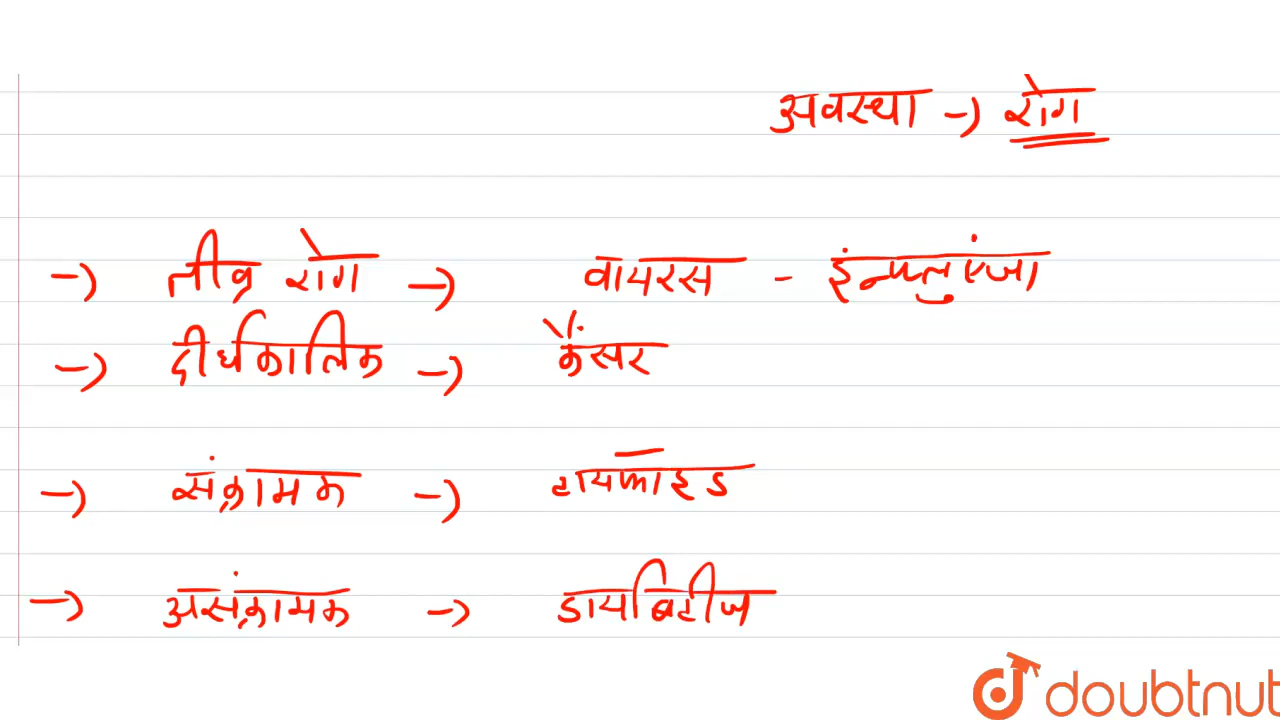 अवस्था → रोग
→ तीव्र रोग → वायरस - इंन्फ्लुएंजा
→ दीर्घकालिक → कैंसर
→ संक्रामक → टायफाइड
→ असंक्रामक → डायबिटीज
doubtnut